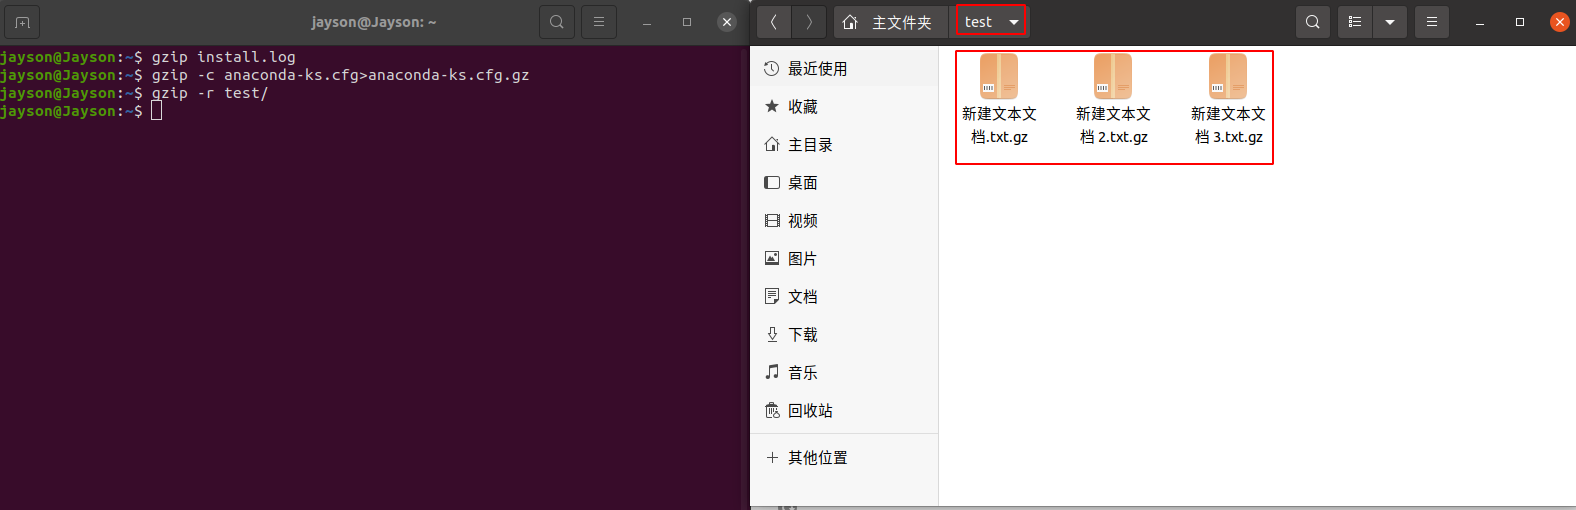 jayson@Jayson: ~
jayson@Jayson:~$ gzip install.log
jayson@Jayson:~$ gzip -c anaconda-ks.cfg>anaconda-ks.cfg.gz
jayson@Jayson:~$ gzip -r test/
jayson@Jayson:~$
主文件夹 test
最近使用
收藏
主目录
桌面
视频
图片
文档
下载
音乐
回收站
其他位置
新建文本文
档.txt.gz
新建文本文
档 2.txt.gz
新建文本文
档 3.txt.gz